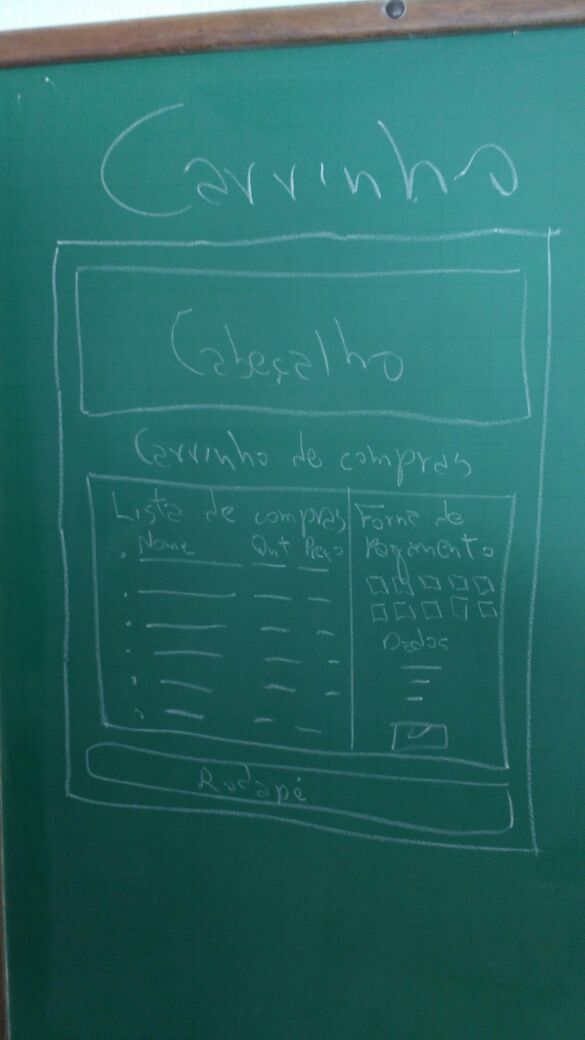 Carrinho
Cabeçalho
Carrinho de compras
Lista de compras
Nome Qnt Preço
Forma de
Pagamento
Dados
Rodapé